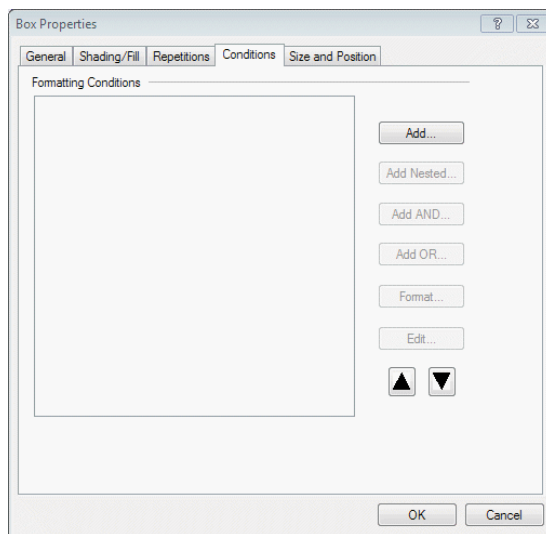 Box Properties
?
General Shading/Fill Repetitions Conditions Size and Position
Formatting Conditions
Add...
Add Nested...
Add AND...
Add OR...
Format...
Edit...
OK Cancel